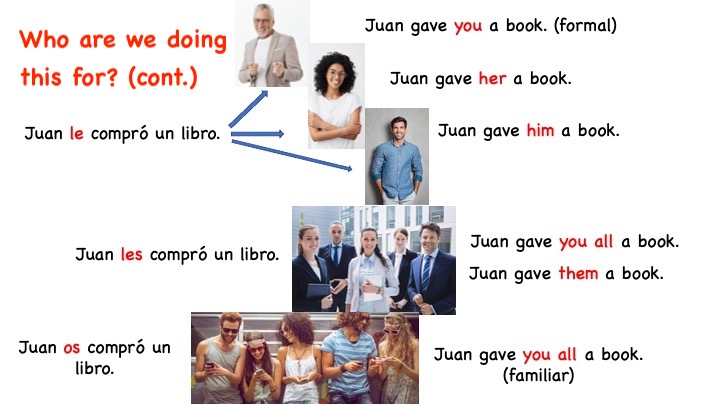 Who are we doing
this for? (cont.)
Juan gave you a book. (formal)
Juan gave her a book.
Juan le compró un libro.
Juan gave him a book.
Juan les compró un libro.
Juan gave you all a book.
Juan gave them a book.
Juan os compró un
libro.
Juan gave you all a book.
(familiar)